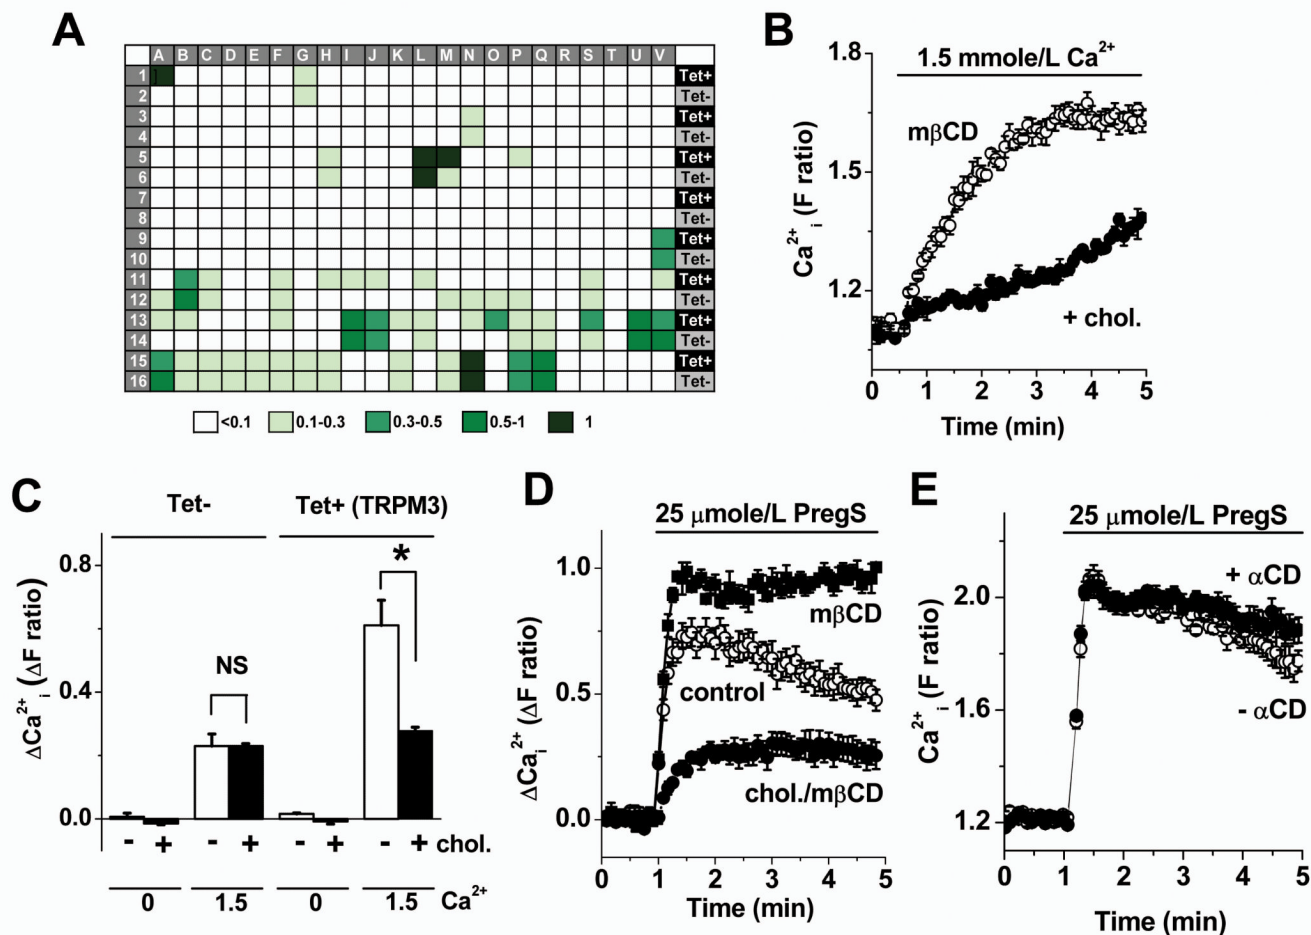 A
A B C D E F G H I J K L M N O P Q R S T U V
1 Tet+
2 Tet-
3 Tet+
4 Tet-
5 Tet+
6 Tet-
7 Tet+
8 Tet-
9 Tet+
10 Tet-
11 Tet+
12 Tet-
13 Tet+
14 Tet-
15 Tet+
16 Tet-
<0.1 0.1-0.3 0.3-0.5 0.5-1 1
B
1.5 mmole/L Ca²⁺
1.8
1.5
1.2
Ca²⁺ᵢ (F ratio)
mβCD
+ chol.
0 1 2 3 4 5
Time (min)
C
Tet- Tet+ (TRPM3)
0.8
0.4
0.0
ΔCa²⁺ᵢ (ΔF ratio)
NS
*
- + - + - + - + chol.
0 1.5 0 1.5 Ca²⁺
D
25 μmole/L PregS
1.0
0.5
0.0
ΔCa²⁺ᵢ (ΔF ratio)
mβCD
control
chol./mβCD
0 1 2 3 4 5
Time (min)
E
25 μmole/L PregS
2.0
1.6
1.2
Ca²⁺ᵢ (F ratio)
+ αCD
- αCD
0 1 2 3 4 5
Time (min)